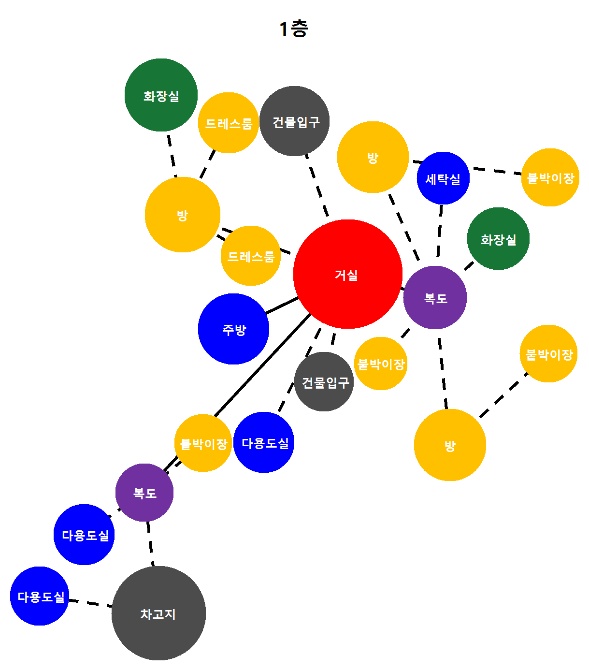 1층
화장실
드레스룸
건물입구
방
세탁실
붙박이장
방
화장실
드레스룸
거실
복도
주방
붙박이장
건물입구
붙박이장
붙박이장
다용도실
방
복도
다용도실
다용도실
차고지